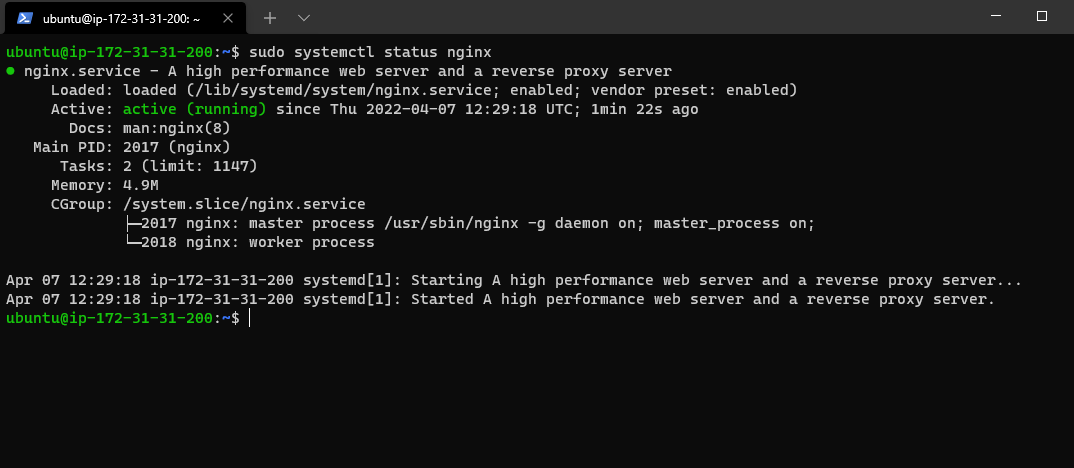 ubuntu@ip-172-31-31-200: ~
ubuntu@ip-172-31-31-200:~$ sudo systemctl status nginx
● nginx.service - A high performance web server and a reverse proxy server
     Loaded: loaded (/lib/systemd/system/nginx.service; enabled; vendor preset: enabled)
     Active: active (running) since Thu 2022-04-07 12:29:18 UTC; 1min 22s ago
       Docs: man:nginx(8)
   Main PID: 2017 (nginx)
      Tasks: 2 (limit: 1147)
     Memory: 4.9M
     CGroup: /system.slice/nginx.service
             ├─2017 nginx: master process /usr/sbin/nginx -g daemon on; master_process on;
             └─2018 nginx: worker process
Apr 07 12:29:18 ip-172-31-31-200 systemd[1]: Starting A high performance web server and a reverse proxy server...
Apr 07 12:29:18 ip-172-31-31-200 systemd[1]: Started A high performance web server and a reverse proxy server.
ubuntu@ip-172-31-31-200:~$